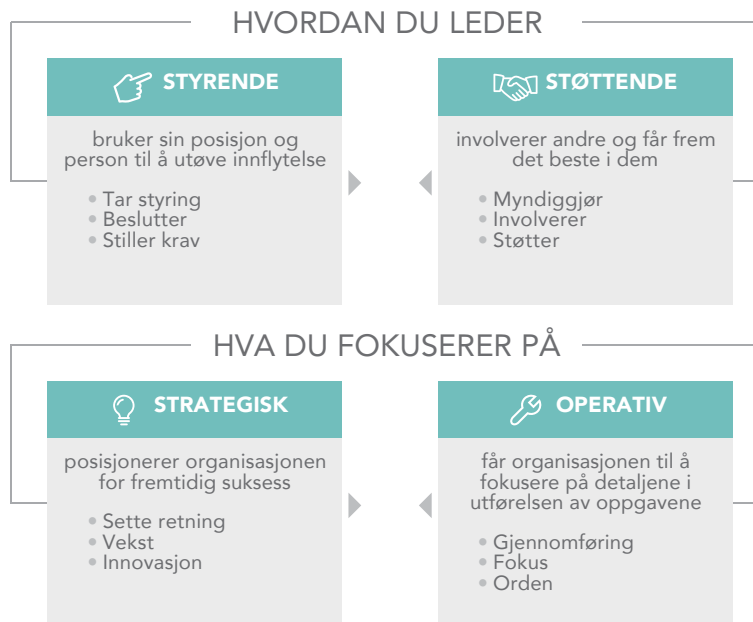 HVORDAN DU LEDER
STYRENDE
bruker sin posisjon og
person til å utøve innflytelse
• Tar styring
• Beslutter
• Stiller krav
STØTTENDE
involverer andre og får frem
det beste i dem
• Myndiggjør
• Involverer
• Støtter
HVA DU FOKUSERER PÅ
STRATEGISK
posisjonerer organisasjonen
for fremtidig suksess
• Sette retning
• Vekst
• Innovasjon
OPERATIV
får organisasjonen til å
fokusere på detaljene i
utførelsen av oppgavene
• Gjennomføring
• Fokus
• Orden